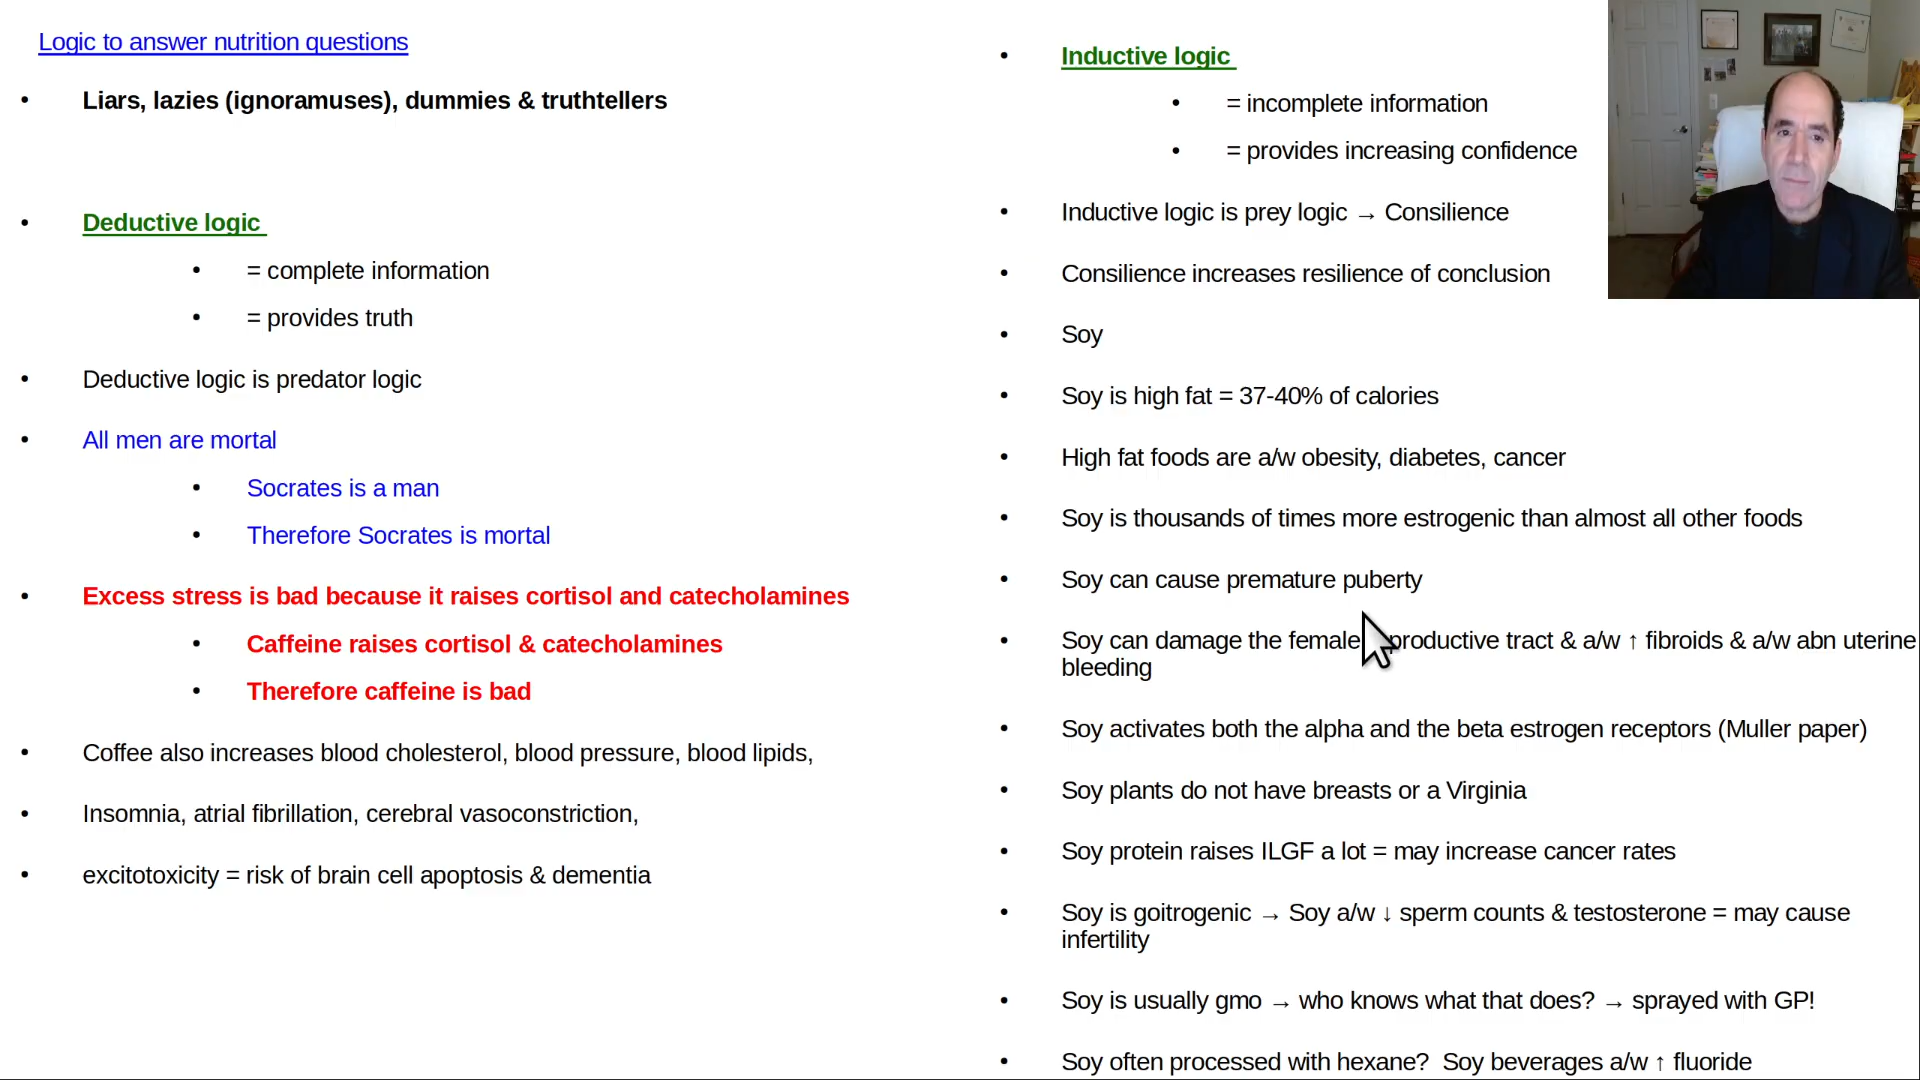 Logic to answer nutrition questions
• Liars, lazies (ignoramuses), dummies & truthtellers
• Deductive logic
• = complete information
• = provides truth
• Deductive logic is predator logic
• All men are mortal
• Socrates is a man
• Therefore Socrates is mortal
• Excess stress is bad because it raises cortisol and catecholamines
• Caffeine raises cortisol & catecholamines
• Therefore caffeine is bad
• Coffee also increases blood cholesterol, blood pressure, blood lipids,
• Insomnia, atrial fibrillation, cerebral vasoconstriction,
• excitotoxicity = risk of brain cell apoptosis & dementia
• Inductive logic
• = incomplete information
• = provides increasing confidence
• Inductive logic is prey logic → Consilience
• Consilience increases resilience of conclusion
• Soy
• Soy is high fat = 37-40% of calories
• High fat foods are a/w obesity, diabetes, cancer
• Soy is thousands of times more estrogenic than almost all other foods
• Soy can cause premature puberty
• Soy can damage the female productive tract & a/w ↑ fibroids & a/w abn uterine
bleeding
• Soy activates both the alpha and the beta estrogen receptors (Muller paper)
• Soy plants do not have breasts or a Virginia
• Soy protein raises ILGF a lot = may increase cancer rates
• Soy is goitrogenic → Soy a/w ↓ sperm counts & testosterone = may cause
infertility
• Soy is usually gmo → who knows what that does? → sprayed with GP!
• Soy often processed with hexane? Soy beverages a/w ↑ fluoride